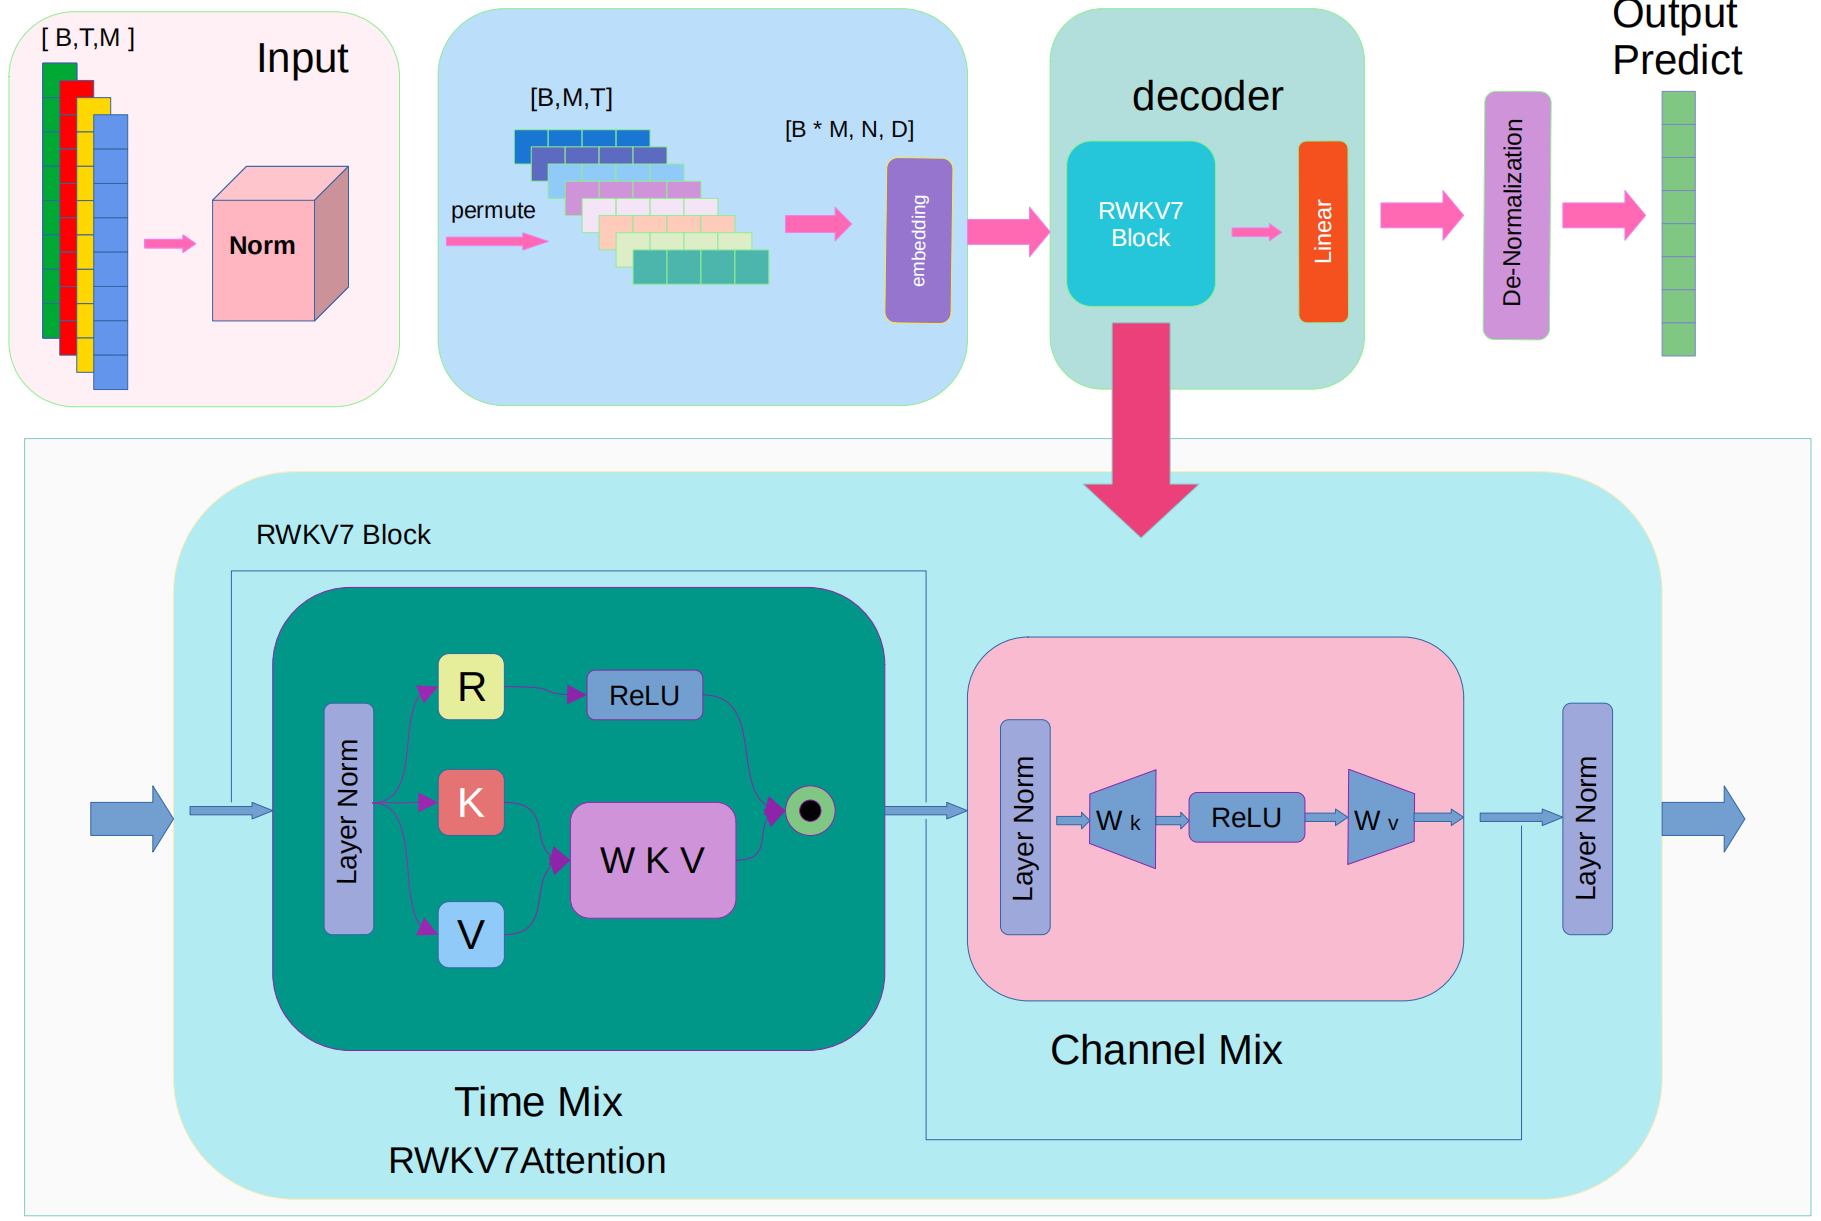 [ B,T,M ]
Input
Norm
permute
[B,M,T]
[B * M, N, D]
embedding
decoder
RWKV7
Block
Linear
De-Normalization
Output
Predict
RWKV7 Block
Layer Norm
R
K
V
ReLU
W K V
Time Mix
RWKV7Attention
Layer Norm
W k
ReLU
W v
Channel Mix
Layer Norm